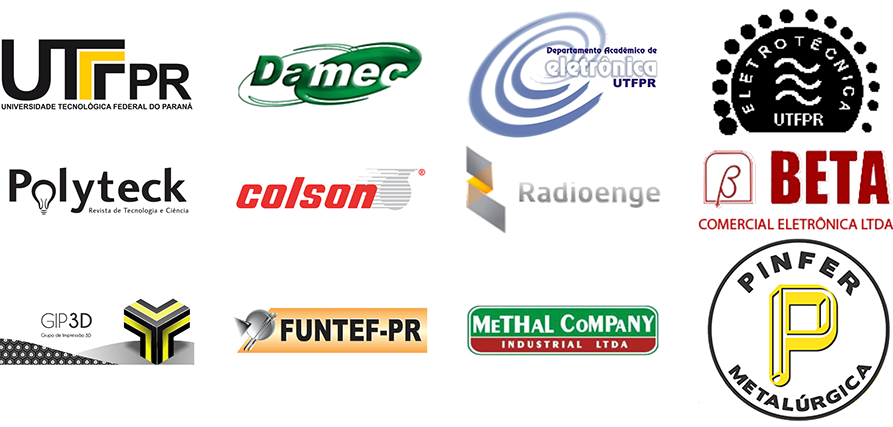 UTFPR
UNIVERSIDADE TECNOLÓGICA FEDERAL DO PARANÁ
Damec
Departamento Acadêmico de
eletrônica
UTFPR
ELETROTÉCNICA
UTFPR
Polyteck
Revista de Tecnologia e Ciência
colson®
Radioenge
β BETA
COMERCIAL ELETRÔNICA LTDA
GIP3D
Grupo de Impressão 3D
FUNTEF-PR
METHAL COMPANY
INDUSTRIAL LTDA
PINFER
P
METALÚRGICA